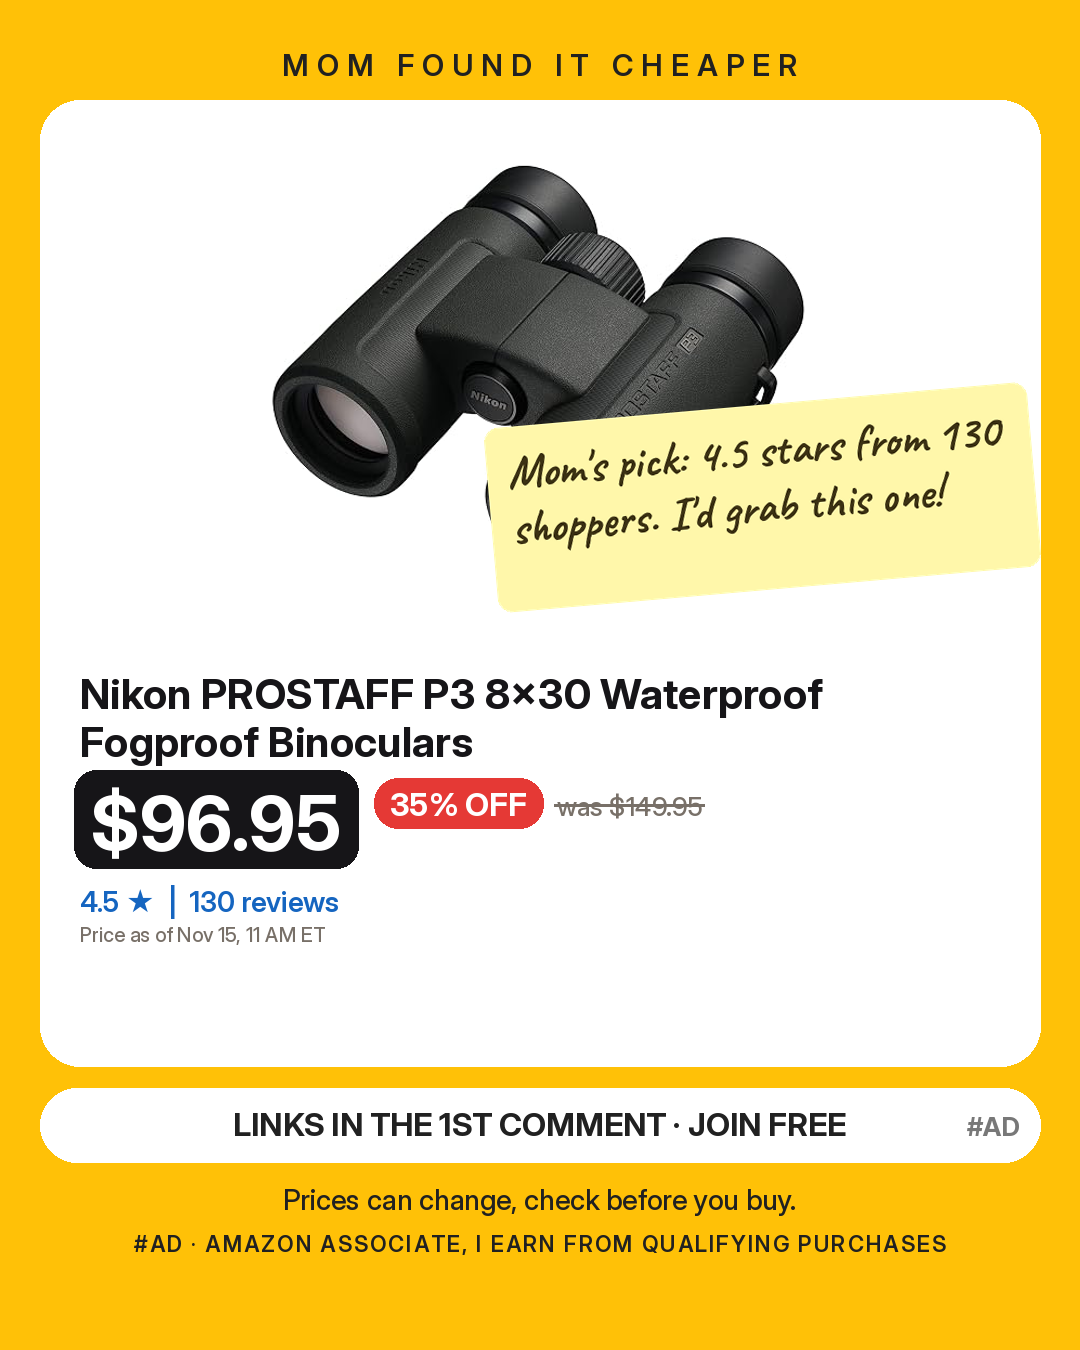 MOM FOUND IT CHEAPER
Nikon
PROSTAFF P3
Nikon
Mom's pick: 4.5 stars from 130
shoppers. I'd grab this one!
Nikon PROSTAFF P3 8×30 Waterproof
Fogproof Binoculars
$96.95
35% OFF
was $149.95
4.5 ★ | 130 reviews
Price as of Nov 15, 11 AM ET
LINKS IN THE 1ST COMMENT · JOIN FREE
#AD
Prices can change, check before you buy.
#AD · AMAZON ASSOCIATE, I EARN FROM QUALIFYING PURCHASES